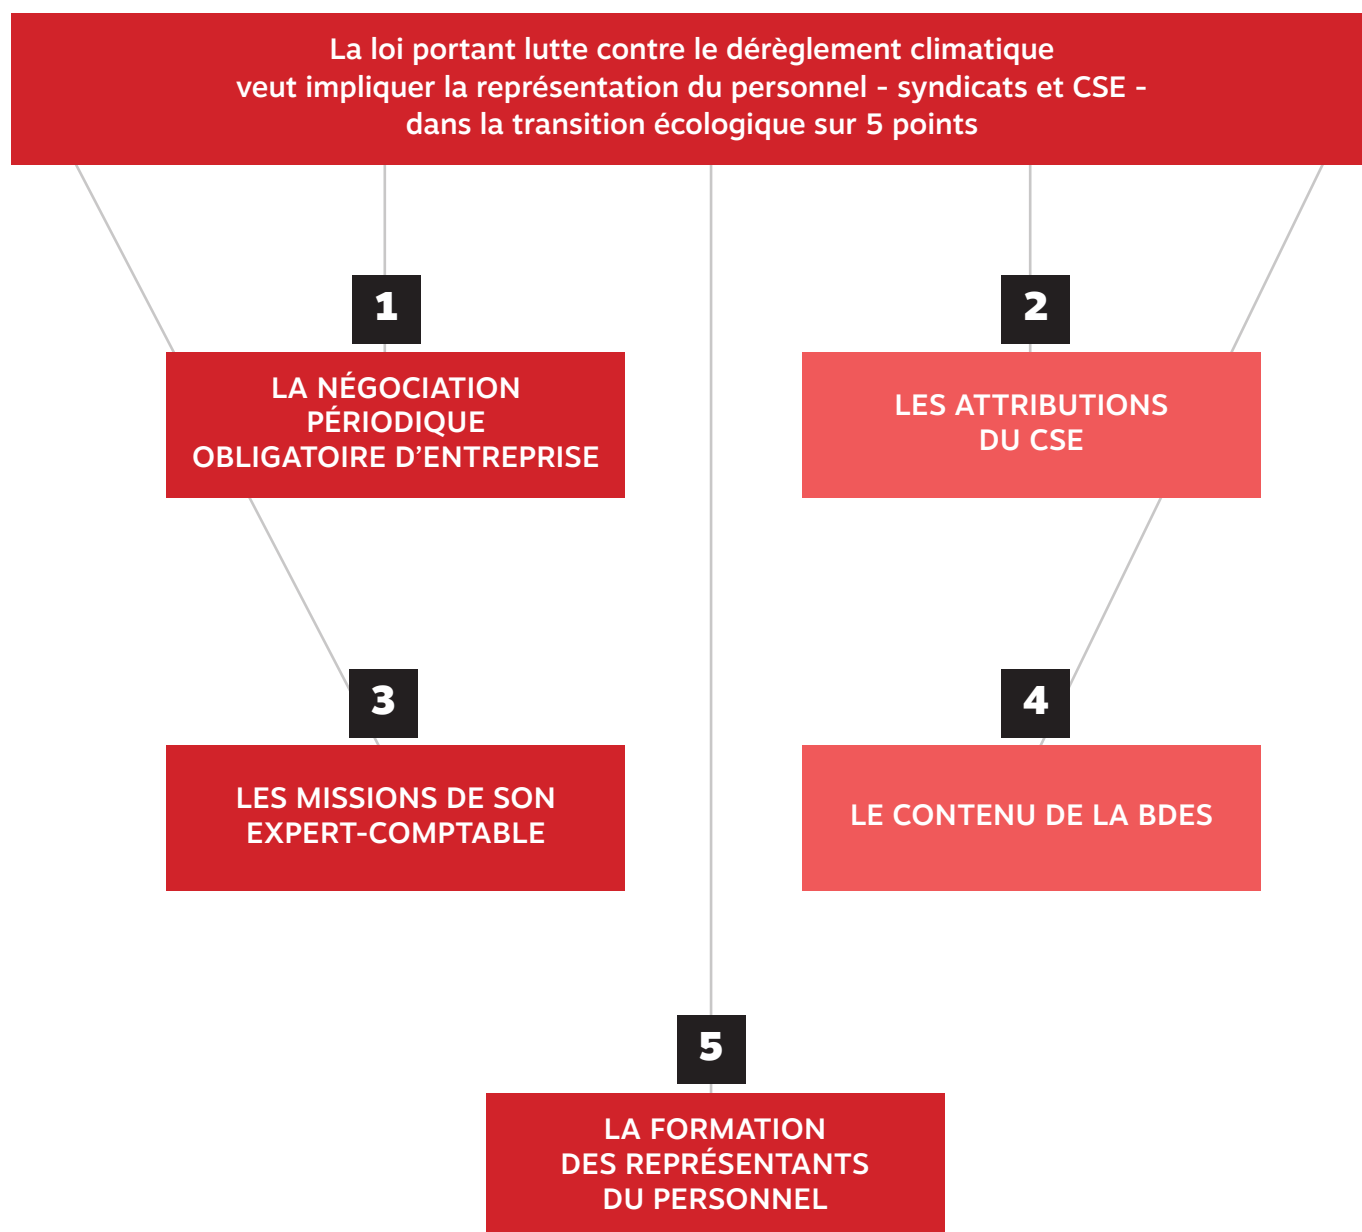 La loi portant lutte contre le dérèglement climatique
veut impliquer la représentation du personnel - syndicats et CSE -
dans la transition écologique sur 5 points
1
LA NÉGOCIATION
PÉRIODIQUE
OBLIGATOIRE D’ENTREPRISE
2
LES ATTRIBUTIONS
DU CSE
3
LES MISSIONS DE SON
EXPERT-COMPTABLE
4
LE CONTENU DE LA BDES
5
LA FORMATION
DES REPRÉSENTANTS
DU PERSONNEL